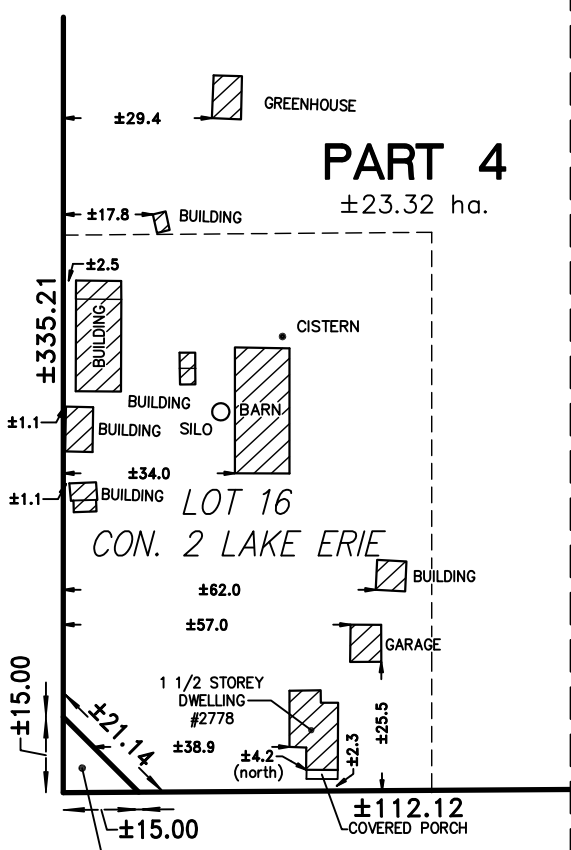 ±29.4
GREENHOUSE
PART 4
±23.32 ha.
±17.8
BUILDING
±2.5
±335.21
BUILDING
CISTERN
BUILDING
±1.1
BUILDING
SILO
BARN
±34.0
±1.1
BUILDING
LOT 16
CON. 2 LAKE ERIE
BUILDING
±62.0
±57.0
GARAGE
1 1/2 STOREY
DWELLING
#2778
±15.00
±21.14
±38.9
±4.2
(north)
±2.3
±25.5
±112.12
±15.00
COVERED PORCH